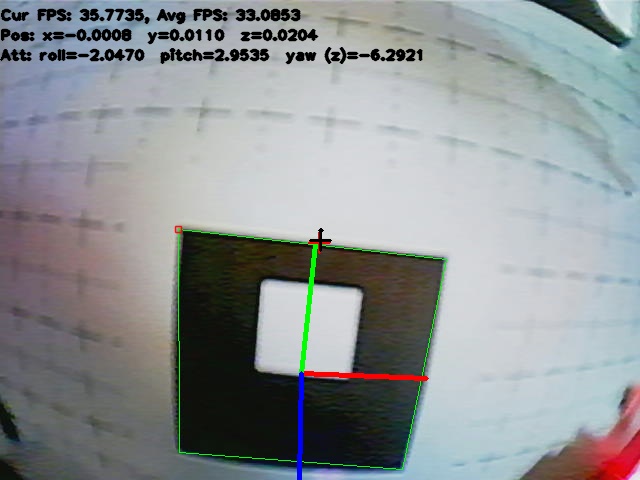 Cur FPS: 35.7735, Avg FPS: 33.0853
Pos: x=-0.0008 y=0.0110 z=0.0204
Att: roll=-2.0470 pitch=2.9535 yaw (z)=-6.2921